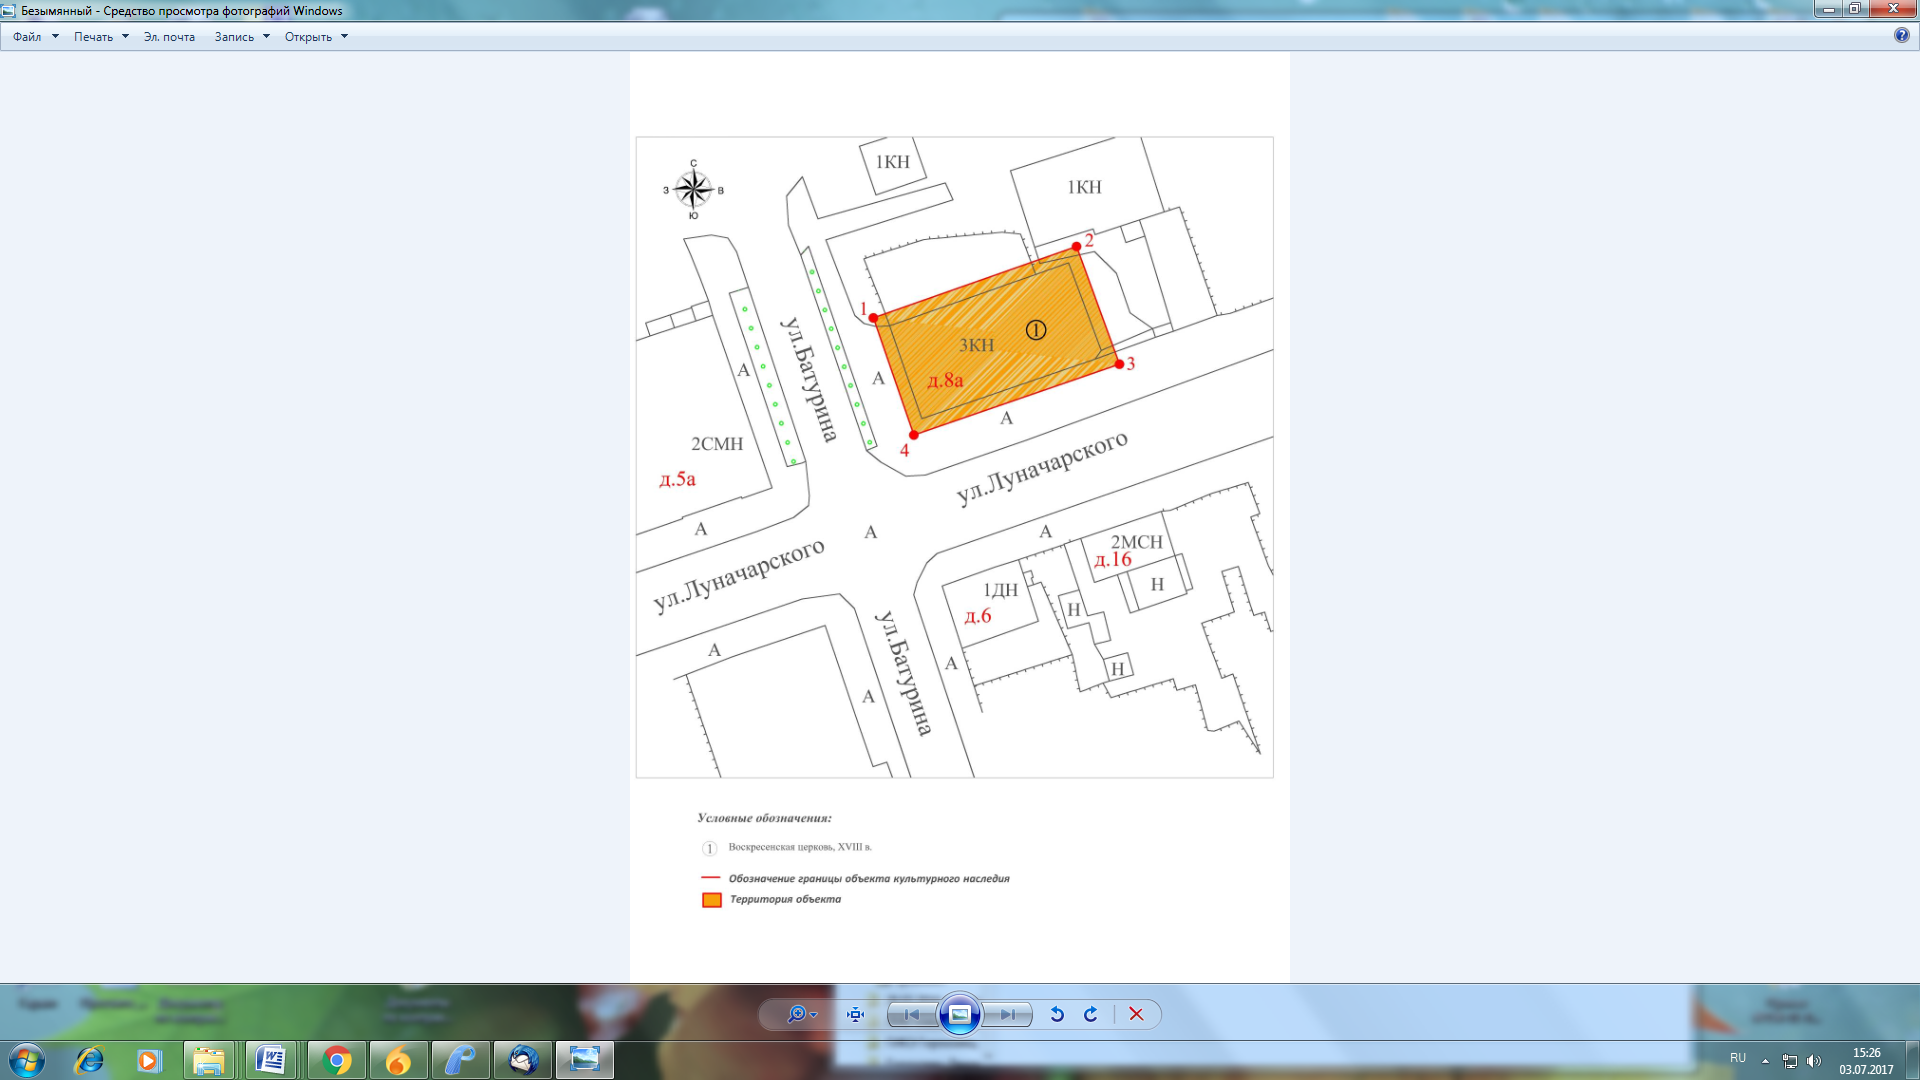 Безымянный - Средство просмотра фотографий Windows
Файл Печать Эл. почта Запись Открыть
С
З В
Ю
1КН
1КН
2
1
1
3КН
3
А
А
д.8а
ул.Батурина
А
4
2СМН
д.5а
ул.Луначарского
А
А
А
2МСН
д.16
ул.Луначарского
1ДН
Н
д.6
Н
ул.Батурина
А
А
Н
А
Условные обозначения:
1 Воскресенская церковь, XVIII в.
Обозначение границы объекта культурного наследия
Территория объекта
RU
15:26
03.07.2017